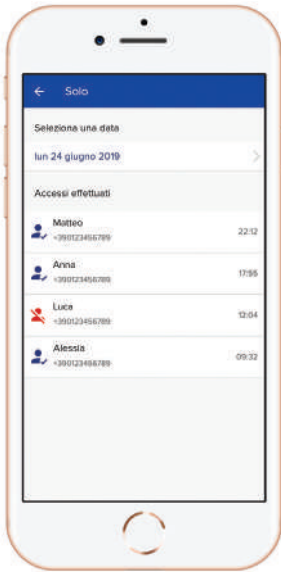 Solo
Seleziona una data
lun 24 giugno 2019
Accessi effettuati
Matteo
+390123456789
22:12
Anna
+390123456789
17:55
Luca
+390123456789
12:04
Alessia
+390123456789
09:32